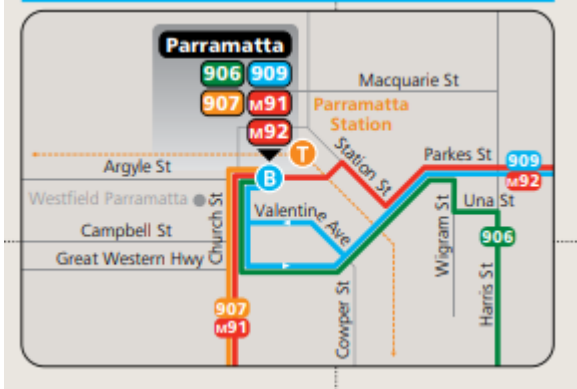 Parramatta
906 909
907 M91
M92
Macquarie St
Parramatta
Station
T
Station St
Parkes St
909
M92
Argyle St
B
Westfield Parramatta
Church St
Valentine Ave
Wigram St
Una St
Campbell St
906
Great Western Hwy
Harris St
Cowper St
907
M91